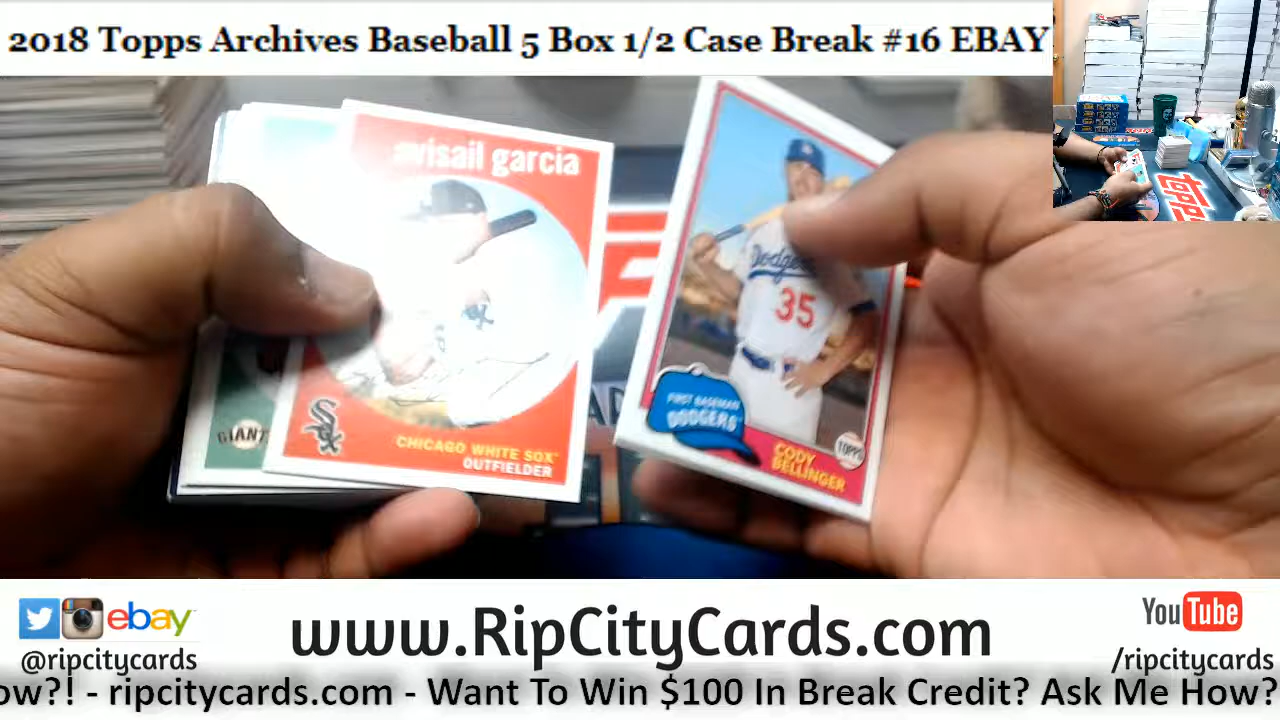 2018 Topps Archives Baseball 5 Box 1/2 Case Break #16 EBAY
garcia
CHICAGO WHITE SOX
OUTFIELDER
GIANT
Dodge
35
FIRST BASEMAN
DODGERS
CODY
BELLINGER
TOPPS
ebay
@ripcitycards
www.RipCityCards.com
YouTube
/ripcitycards
ow?! - ripcitycards.com - Want To Win $100 In Break Credit? Ask Me How?